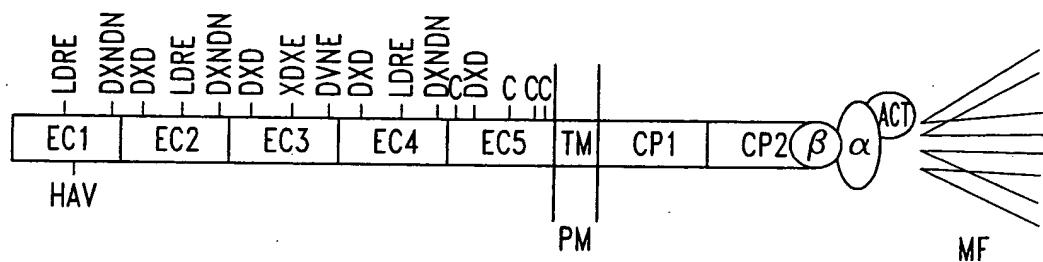 LDRE DXNDN DXD LDRE DXNDN DXD XDXE DVNE DXD LDRE DXNDN C DXD C C C
EC1 EC2 EC3 EC4 EC5 TM CP1 CP2 β α ACT
HAV
PM
MF